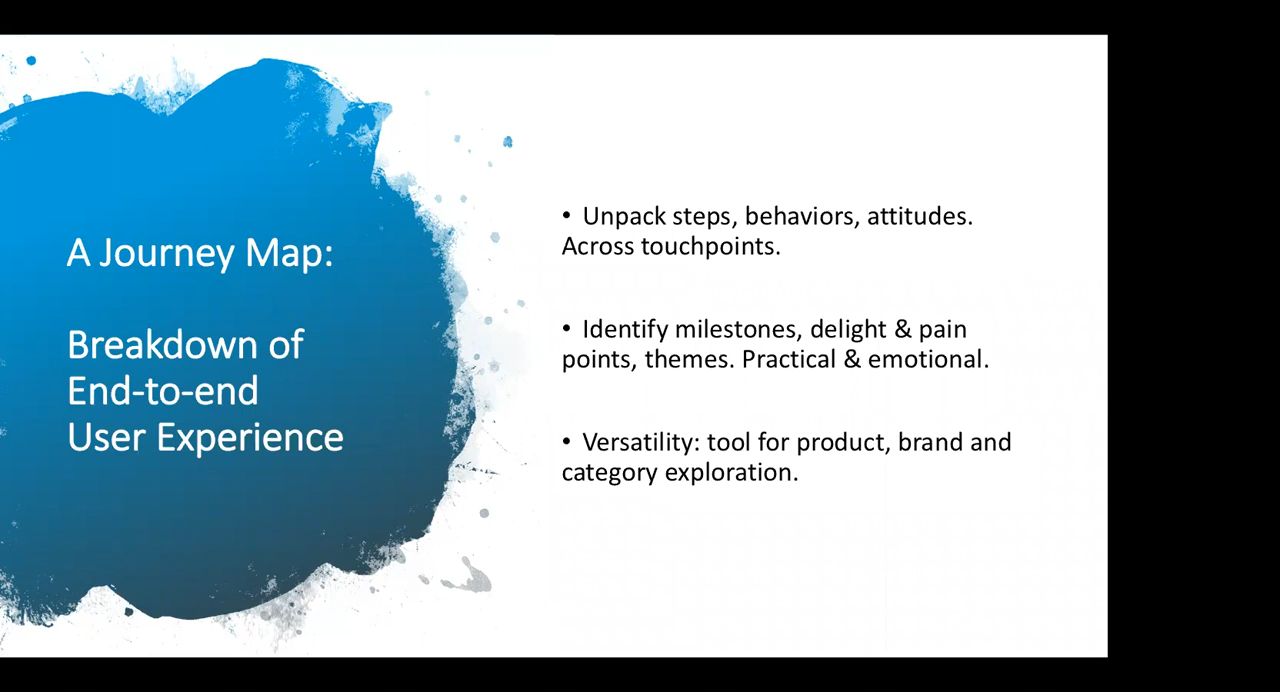 A Journey Map:
Breakdown of
End-to-end
User Experience
• Unpack steps, behaviors, attitudes.
Across touchpoints.
• Identify milestones, delight & pain
points, themes. Practical & emotional.
• Versatility: tool for product, brand and
category exploration.